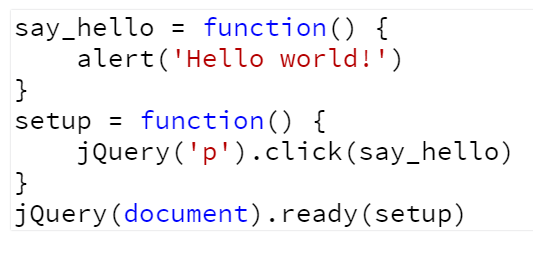 say_hello = function() {
    alert('Hello world!')
}
setup = function() {
    jQuery('p').click(say_hello)
}
jQuery(document).ready(setup)